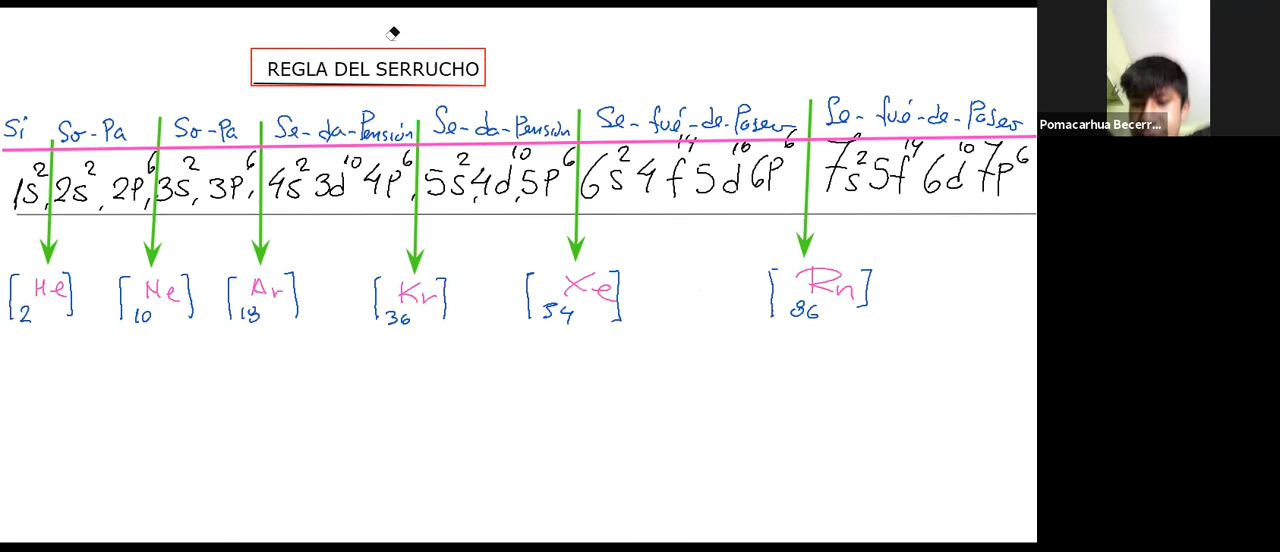 REGLA DEL SERRUCHO
Si So-Pa So-Pa Se-da-Pensión Se-da-Pensión Se-fué-de-Paseo Se-fué-de-Paseo
1s², 2s², 2p⁶, 3s², 3p⁶, 4s² 3d¹⁰ 4p⁶, 5s², 4d¹⁰, 5p⁶ 6s² 4f¹⁴ 5d¹⁰ 6p⁶ 7s² 5f¹⁴ 6d¹⁰ 7p⁶
[₂He] [₁₀Ne] [₁₈Ar] [₃₆Kr] [₅₄Xe] [₈₆Rn]
Pomacarhua Becerr...